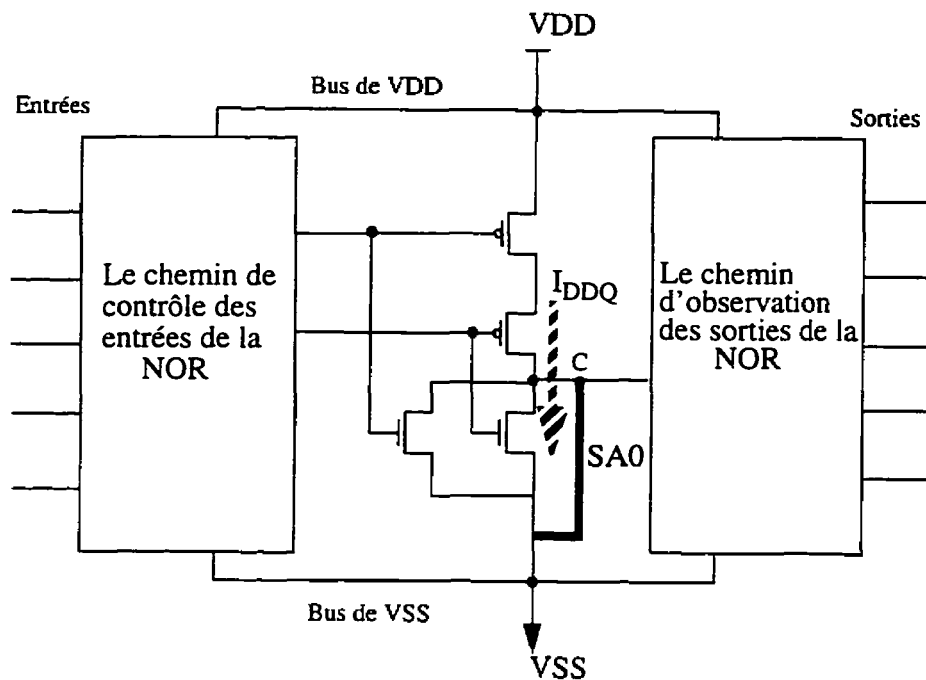 VDD
Bus de VDD
Entrées
Sorties
Le chemin de
contrôle des
entrées de la
NOR
IDDQ
C
SA0
Le chemin
d'observation
des sorties de la
NOR
Bus de VSS
VSS